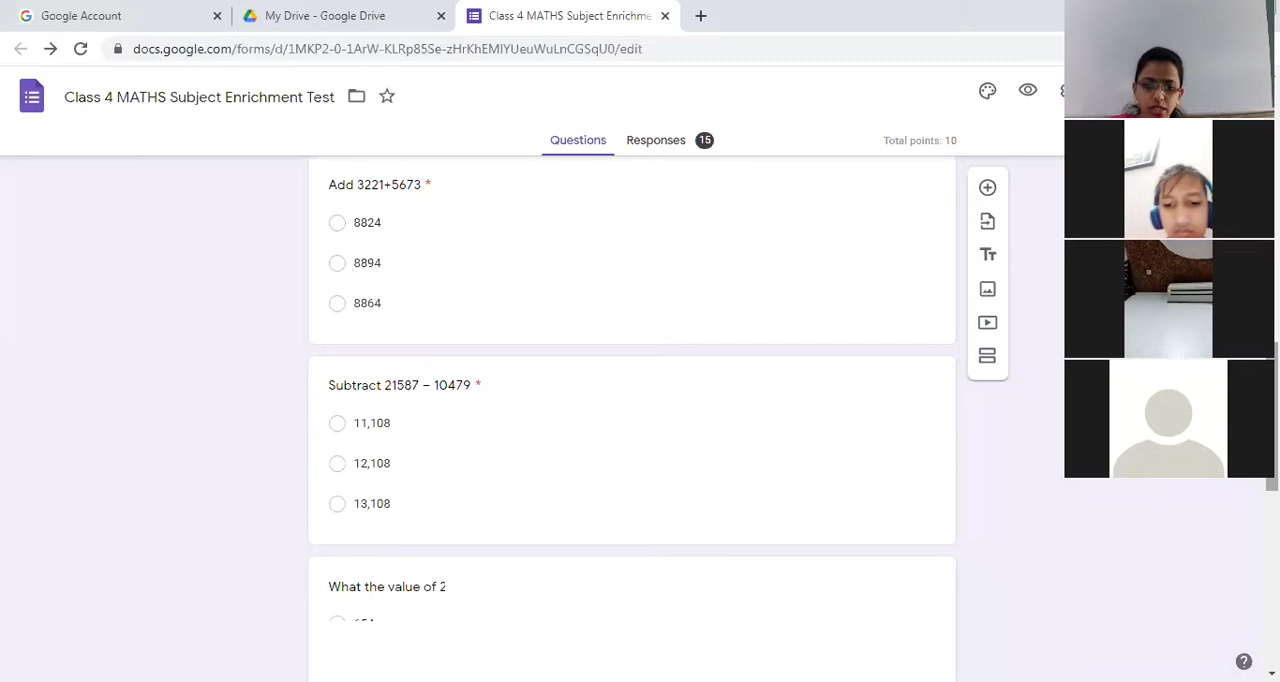 Google Account
My Drive - Google Drive
Class 4 MATHS Subject Enrichme
docs.google.com/forms/d/1MKP2-0-1ArW-KLRp85Se-zHrKhEMIYUeuWuLnCGSqU0/edit
Class 4 MATHS Subject Enrichment Test
Questions
Responses 15
Total points: 10
Add 3221+5673 *
8824
8894
8864
Subtract 21587 – 10479 *
11,108
12,108
13,108
What the value of 2